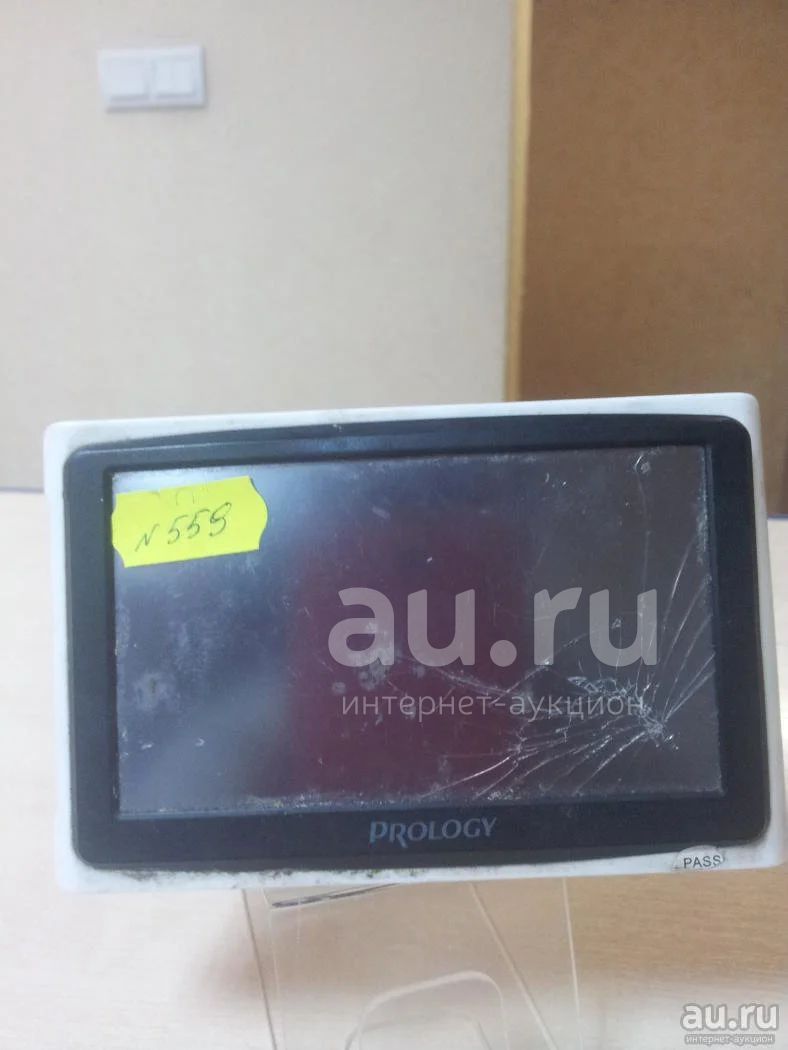 N 559
au.ru
интернет-аукцион
PROLOGY
PASS
au.ru
интернет-аукцион